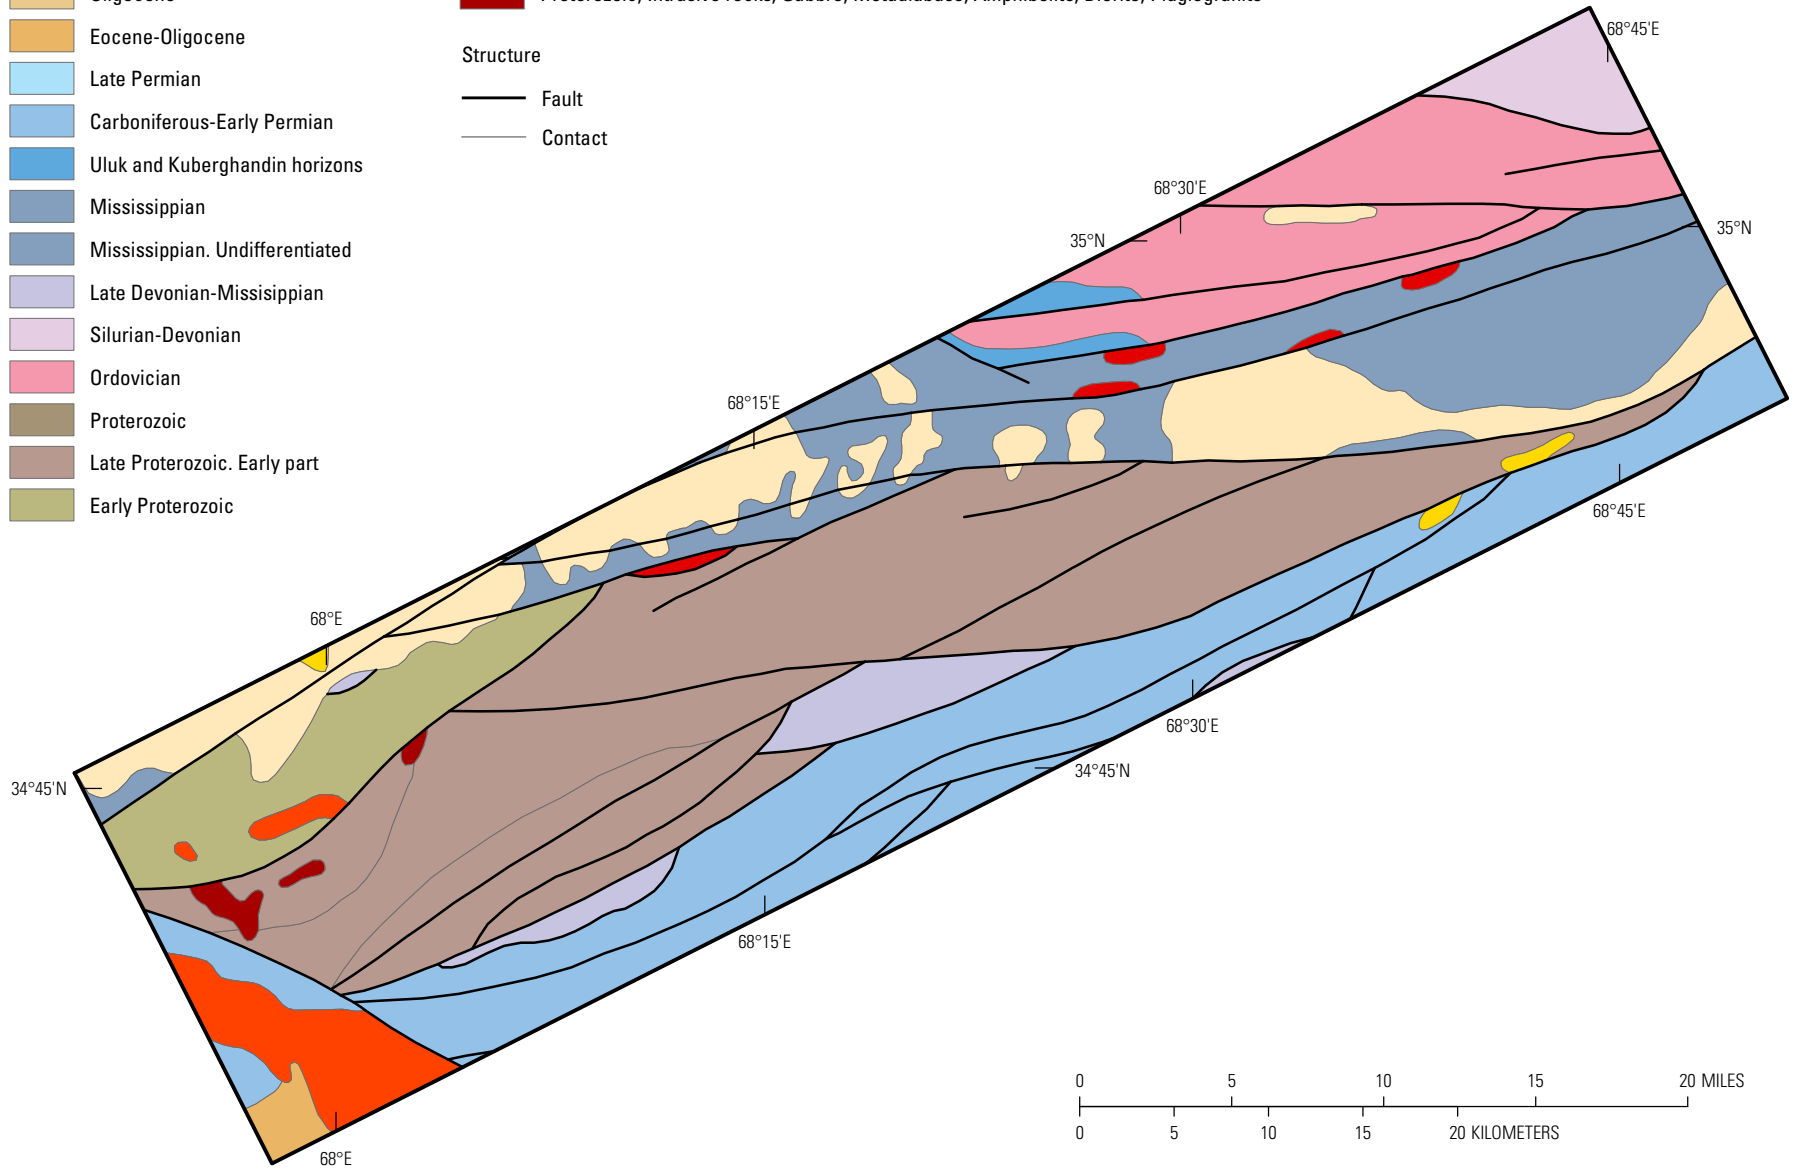 Eocene-Oligocene
Late Permian
Carboniferous-Early Permian
Uluk and Kuberghandin horizons
Mississippian
Mississippian. Undifferentiated
Late Devonian-Missisippian
Silurian-Devonian
Ordovician
Proterozoic
Late Proterozoic. Early part
Early Proterozoic
Structure
Fault
Contact
68°45'E
68°30'E
35°N
35°N
68°15'E
68°45'E
68°E
68°30'E
34°45'N
34°45'N
68°15'E
68°E
0 5 10 15 20 MILES
0 5 10 15 20 KILOMETERS